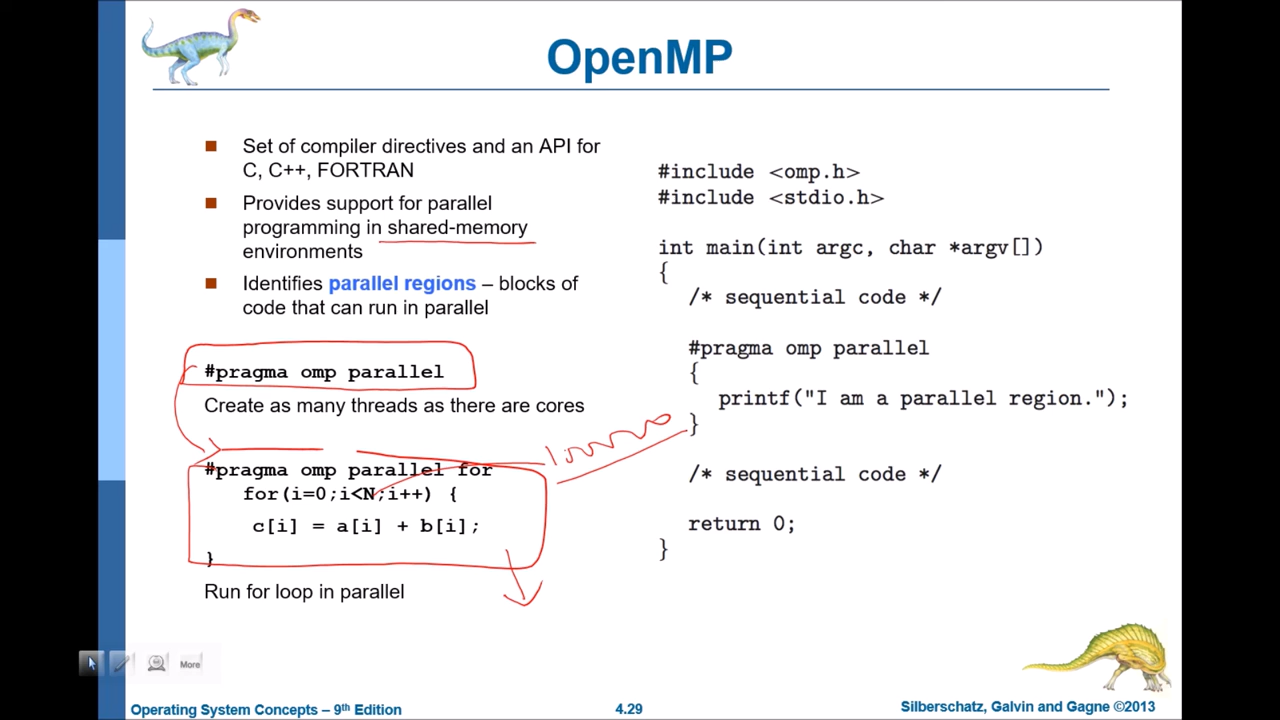 OpenMP
Set of compiler directives and an API for
C, C++, FORTRAN
Provides support for parallel
programming in shared-memory
environments
Identifies parallel regions – blocks of
code that can run in parallel
#pragma omp parallel
Create as many threads as there are cores
#pragma omp parallel for
for(i=0;i<N;i++) {
c[i] = a[i] + b[i];
}
Run for loop in parallel
#include <omp.h>
#include <stdio.h>
int main(int argc, char *argv[])
{
/* sequential code */
#pragma omp parallel
{
printf("I am a parallel region.");
}
/* sequential code */
return 0;
}
More
Operating System Concepts – 9th Edition
4.29
Silberschatz, Galvin and Gagne ©2013